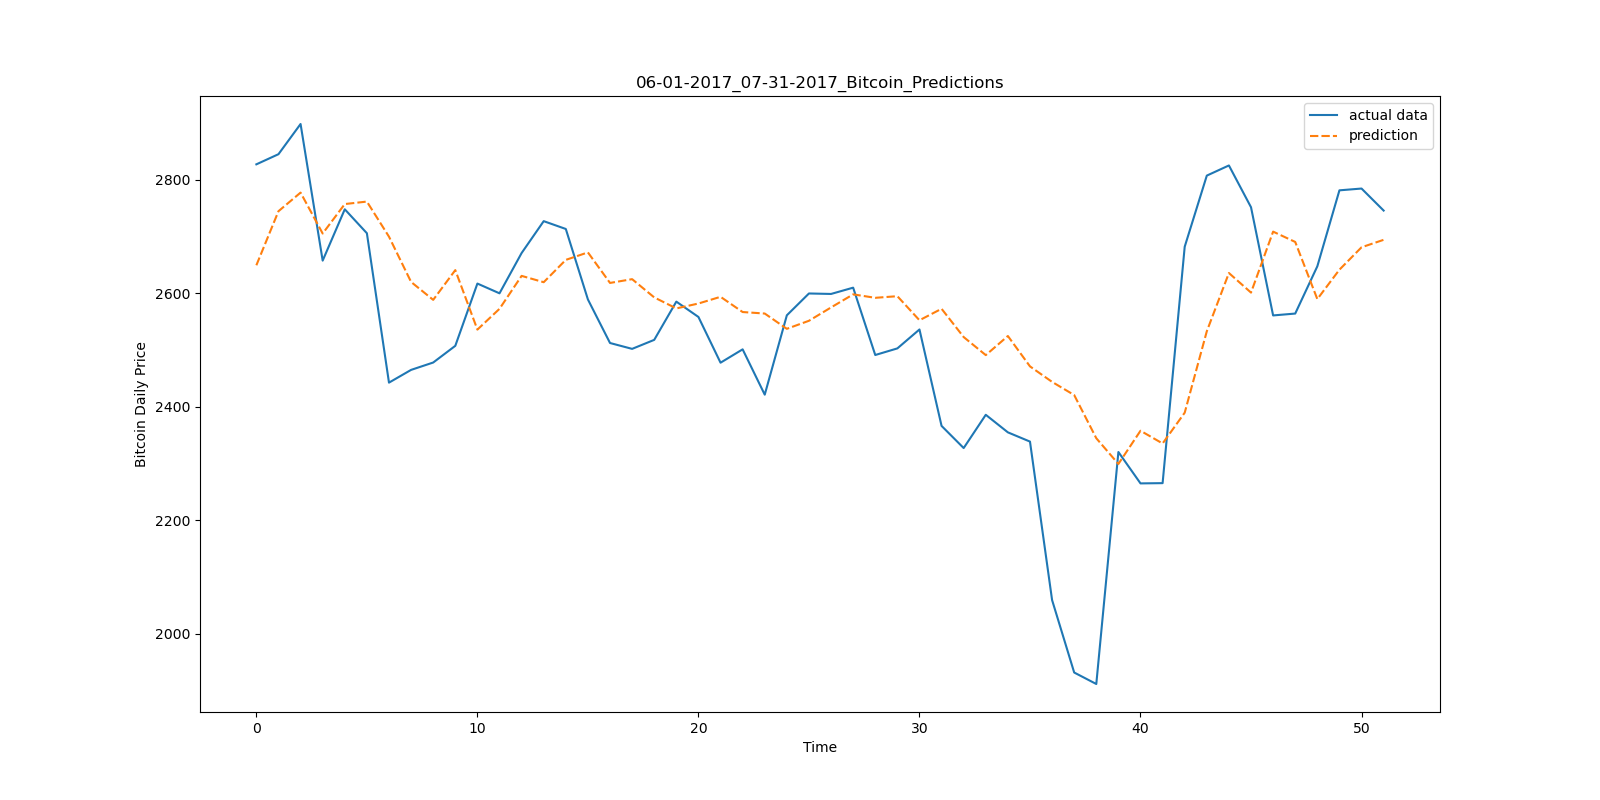 06-01-2017_07-31-2017_Bitcoin_Predictions
actual data
prediction
2800
2600
2400
2200
2000
Bitcoin Daily Price
0 10 20 30 40 50
Time